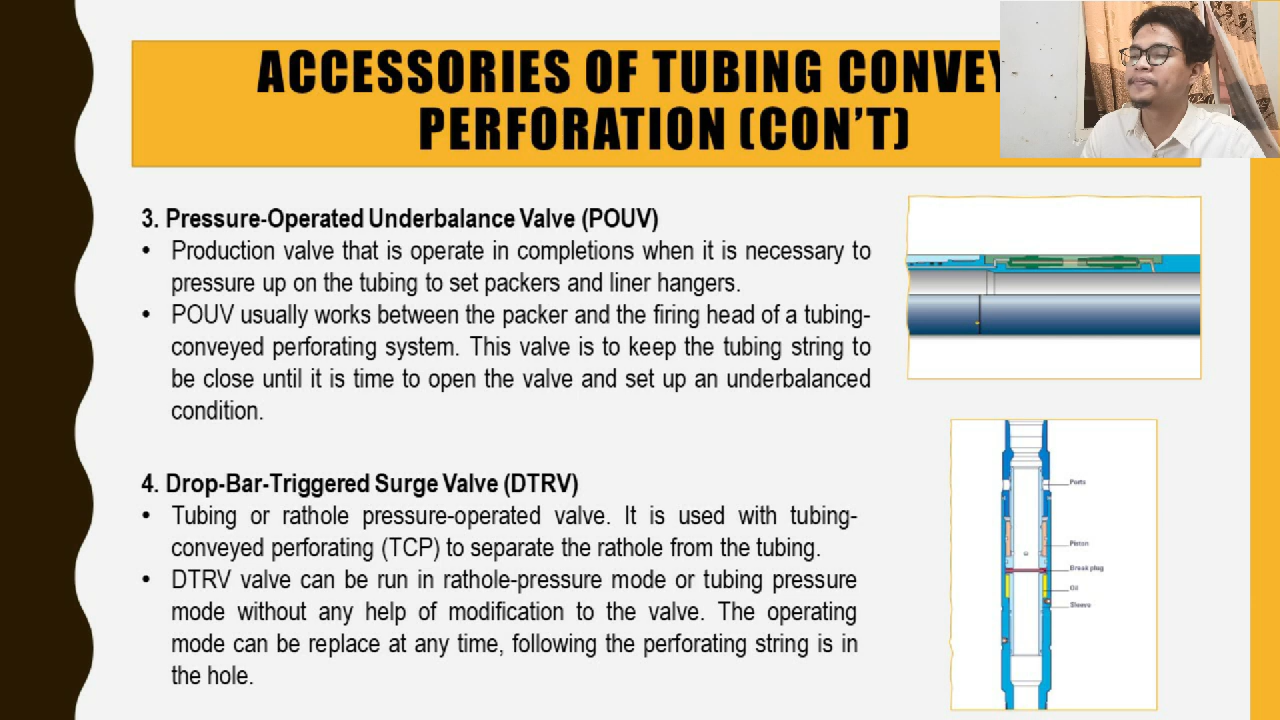 ACCESSORIES OF TUBING CONVEY
PERFORATION (CON’T)
3. Pressure-Operated Underbalance Valve (POUV)
• Production valve that is operate in completions when it is necessary to
pressure up on the tubing to set packers and liner hangers.
• POUV usually works between the packer and the firing head of a tubing-
conveyed perforating system. This valve is to keep the tubing string to
be close until it is time to open the valve and set up an underbalanced
condition.
4. Drop-Bar-Triggered Surge Valve (DTRV)
• Tubing or rathole pressure-operated valve. It is used with tubing-
conveyed perforating (TCP) to separate the rathole from the tubing.
• DTRV valve can be run in rathole-pressure mode or tubing pressure
mode without any help of modification to the valve. The operating
mode can be replace at any time, following the perforating string is in
the hole.
Ports
Piston
Break plug
Oil
Sleeve